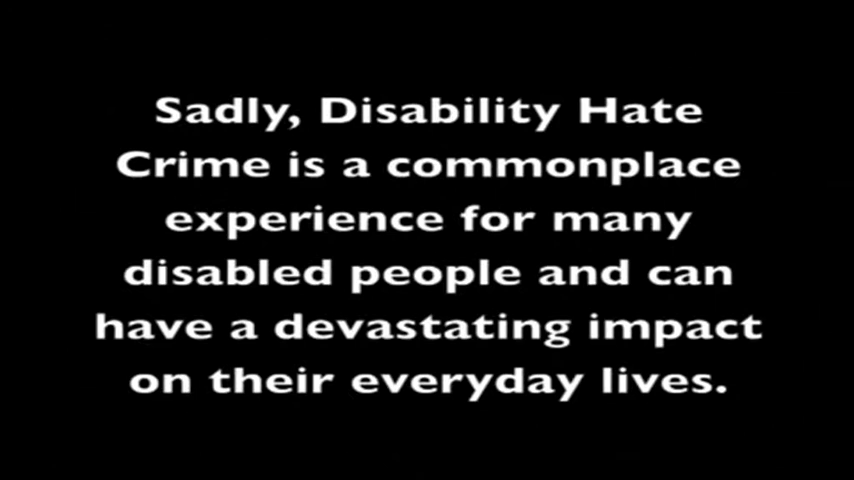 Sadly, Disability Hate
Crime is a commonplace
experience for many
disabled people and can
have a devastating impact
on their everyday lives.